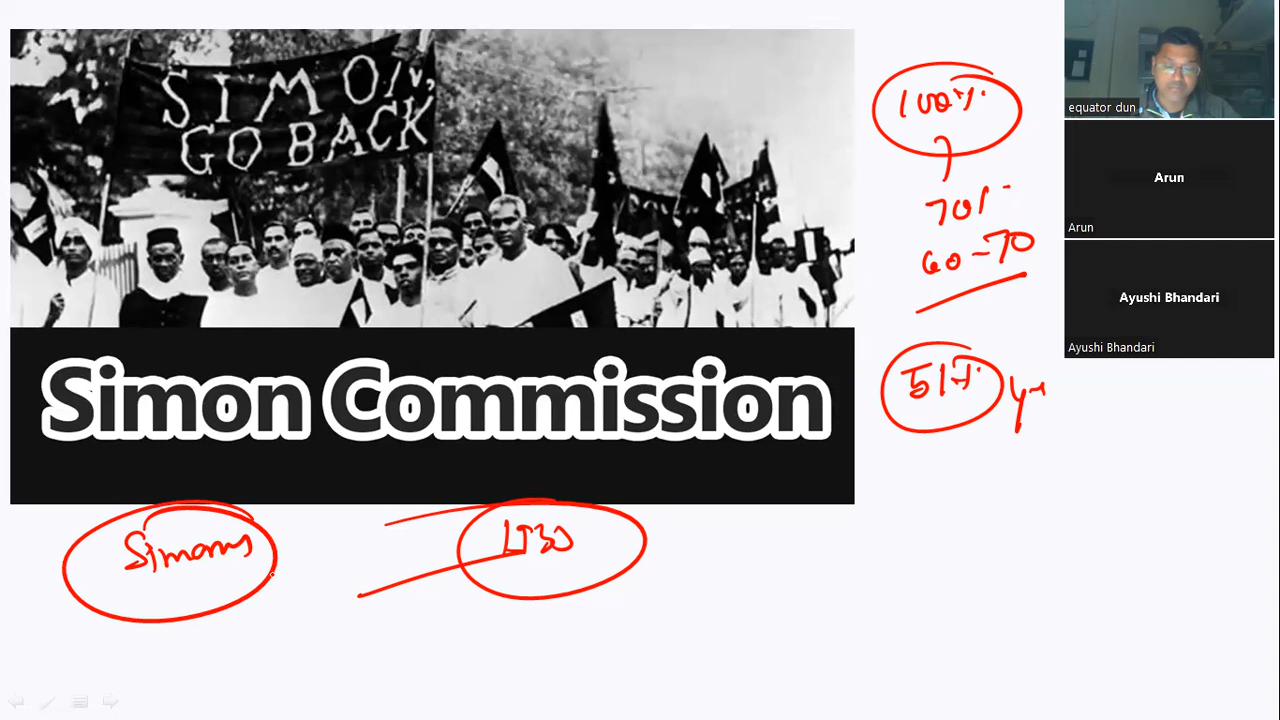 SIMON,
GO BACK
Simon Commission
Simons
1930
100%
70%
60-70
51%
equator dun
Arun
Arun
Ayushi Bhandari
Ayushi Bhandari